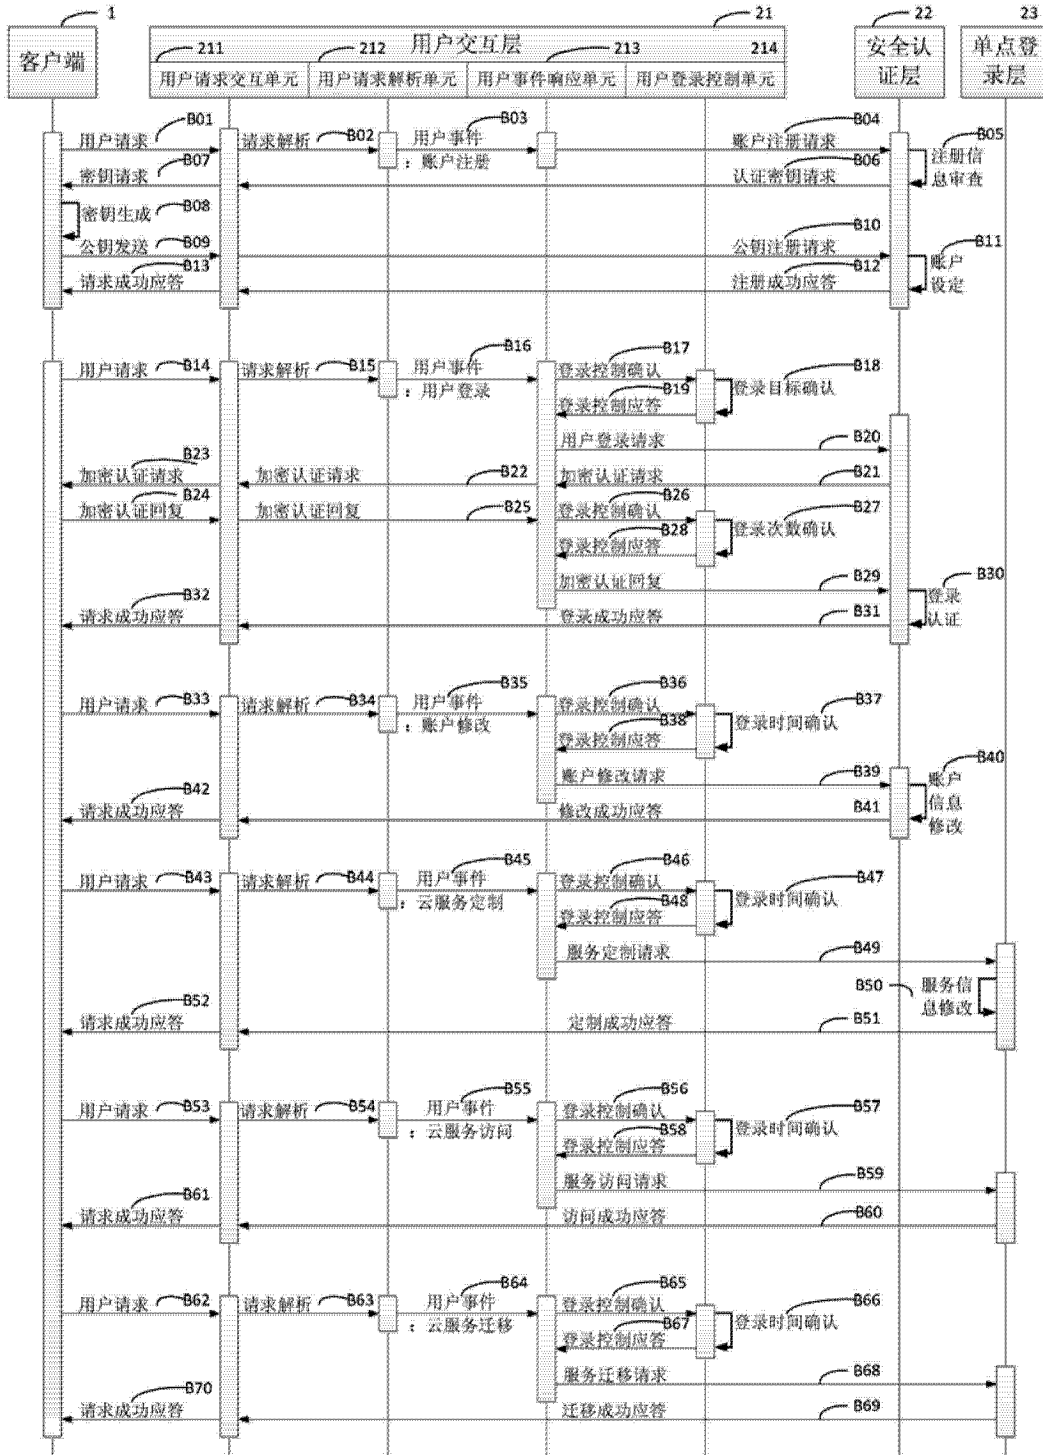 1
21
22
23
客户端
用户交互层
安全认
证层
单点登
录层
211
212
213
214
用户请求交互单元
用户请求解析单元
用户事件响应单元
用户登录控制单元
B01
用户请求
请求解析
B02
B03
用户事件
：账户注册
B04
账户注册请求
B05
注册信
息审查
B07
密钥请求
B06
认证密钥请求
密钥生成
B08
公钥发送
B09
B10
公钥注册请求
B11
账户
设定
B13
请求成功应答
B12
注册成功应答
用户请求
B14
请求解析
B15
B16
用户事件
：用户登录
B17
登录控制确认
B18
登录目标确认
B19
登录控制应答
用户登录请求
B20
B23
加密认证请求
加密认证请求
B22
加密认证请求
B21
B24
加密认证回复
加密认证回复
B25
B26
登录控制确认
B27
登录次数确认
B28
登录控制应答
加密认证回复
B29
B30
登录
认证
B32
请求成功应答
登录成功应答
B31
用户请求
B33
请求解析
B34
B35
用户事件
：账户修改
B36
登录控制确认
B37
登录时间确认
B38
登录控制应答
账户修改请求
B39
B40
账户
信息
修改
B42
请求成功应答
修改成功应答
B41
用户请求
B43
请求解析
B44
B45
用户事件
：云服务定制
B46
登录控制确认
B47
登录时间确认
B48
登录控制应答
服务定制请求
B49
B50
服务信
息修改
B52
请求成功应答
定制成功应答
B51
用户请求
B53
请求解析
B54
B55
用户事件
：云服务访问
B56
登录控制确认
B57
登录时间确认
B58
登录控制应答
服务访问请求
B59
B61
请求成功应答
访问成功应答
B60
用户请求
B62
请求解析
B63
B64
用户事件
：云服务迁移
B65
登录控制确认
B66
登录时间确认
B67
登录控制应答
服务迁移请求
B68
B70
请求成功应答
迁移成功应答
B69